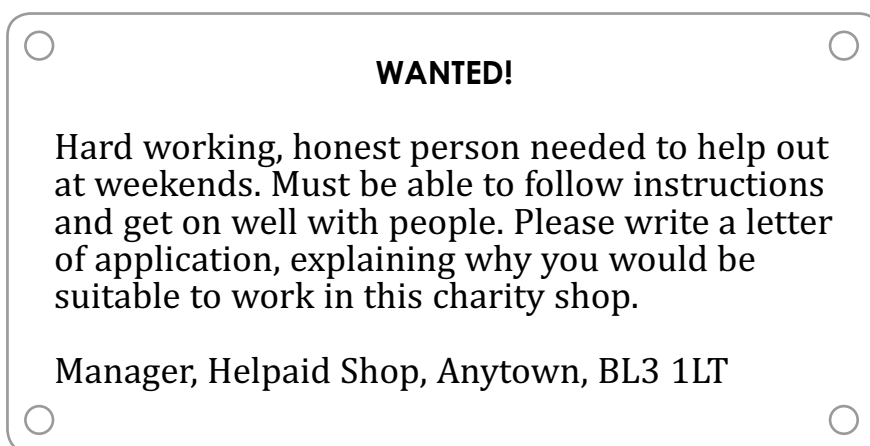 WANTED!
Hard working, honest person needed to help out
at weekends. Must be able to follow instructions
and get on well with people. Please write a letter
of application, explaining why you would be
suitable to work in this charity shop.
Manager, Helpaid Shop, Anytown, BL3 1LT